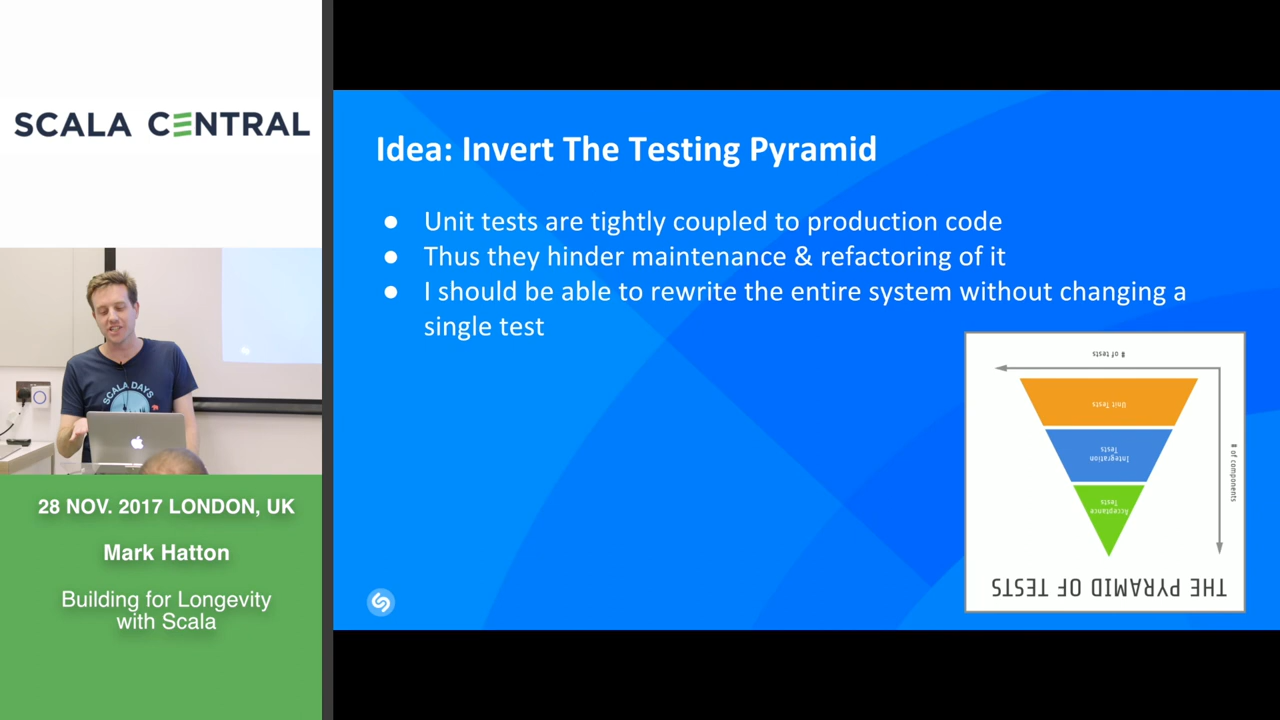 SCALA CENTRAL
SCALA DAYS
28 NOV. 2017 LONDON, UK
Mark Hatton
Building for Longevity
with Scala
Idea: Invert The Testing Pyramid
● Unit tests are tightly coupled to production code
● Thus they hinder maintenance & refactoring of it
● I should be able to rewrite the entire system without changing a
single test
# of tests
Unit Tests
Integration
Tests
Acceptance
Tests
# of components
THE PYRAMID OF TESTS